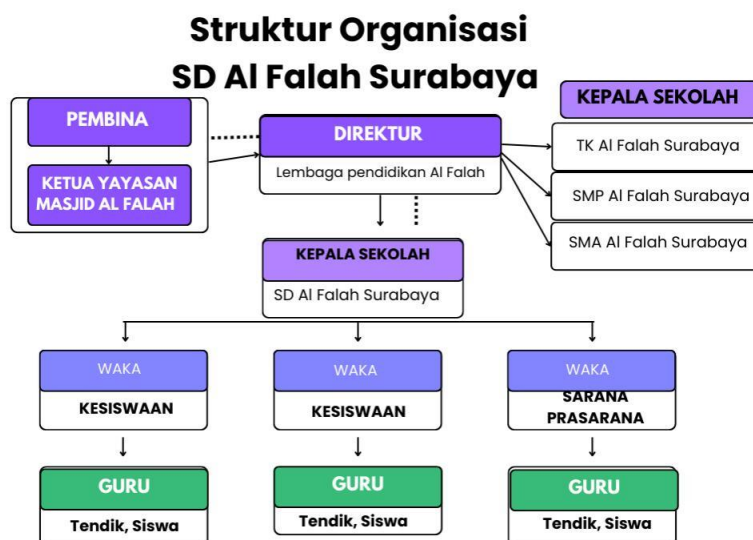 Struktur Organisasi
SD Al Falah Surabaya
PEMBINA
KETUA YAYASAN
MASJID AL FALAH
DIREKTUR
Lembaga pendidikan Al Falah
KEPALA SEKOLAH
TK Al Falah Surabaya
SMP Al Falah Surabaya
SMA Al Falah Surabaya
KEPALA SEKOLAH
SD Al Falah Surabaya
WAKA
KESISWAAN
WAKA
KESISWAAN
WAKA
SARANA
PRASARANA
GURU
Tendik, Siswa
GURU
Tendik, Siswa
GURU
Tendik, Siswa